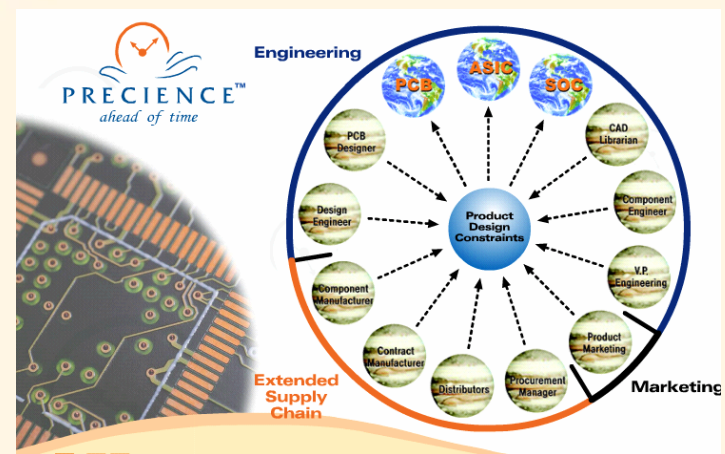 PRECIENCE™
ahead of time
Engineering
PCB
ASIC
SOC
PCB
Designer
CAD
Librarian
Design
Engineer
Component
Engineer
Product
Design
Constraints
Component
Manufacturer
V.P.
Engineering
Contract
Manufacturer
Product
Marketing
Distributors
Procurement
Manager
Extended
Supply
Chain
Marketing